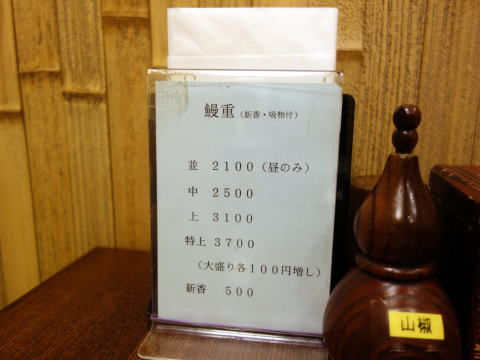 鰻重（新香・吸物付）
並 ２１００（昼のみ）
中 ２５００
上 ３１００
特上 ３７００
（大盛り各１００円増し）
新香 ５００
山椒